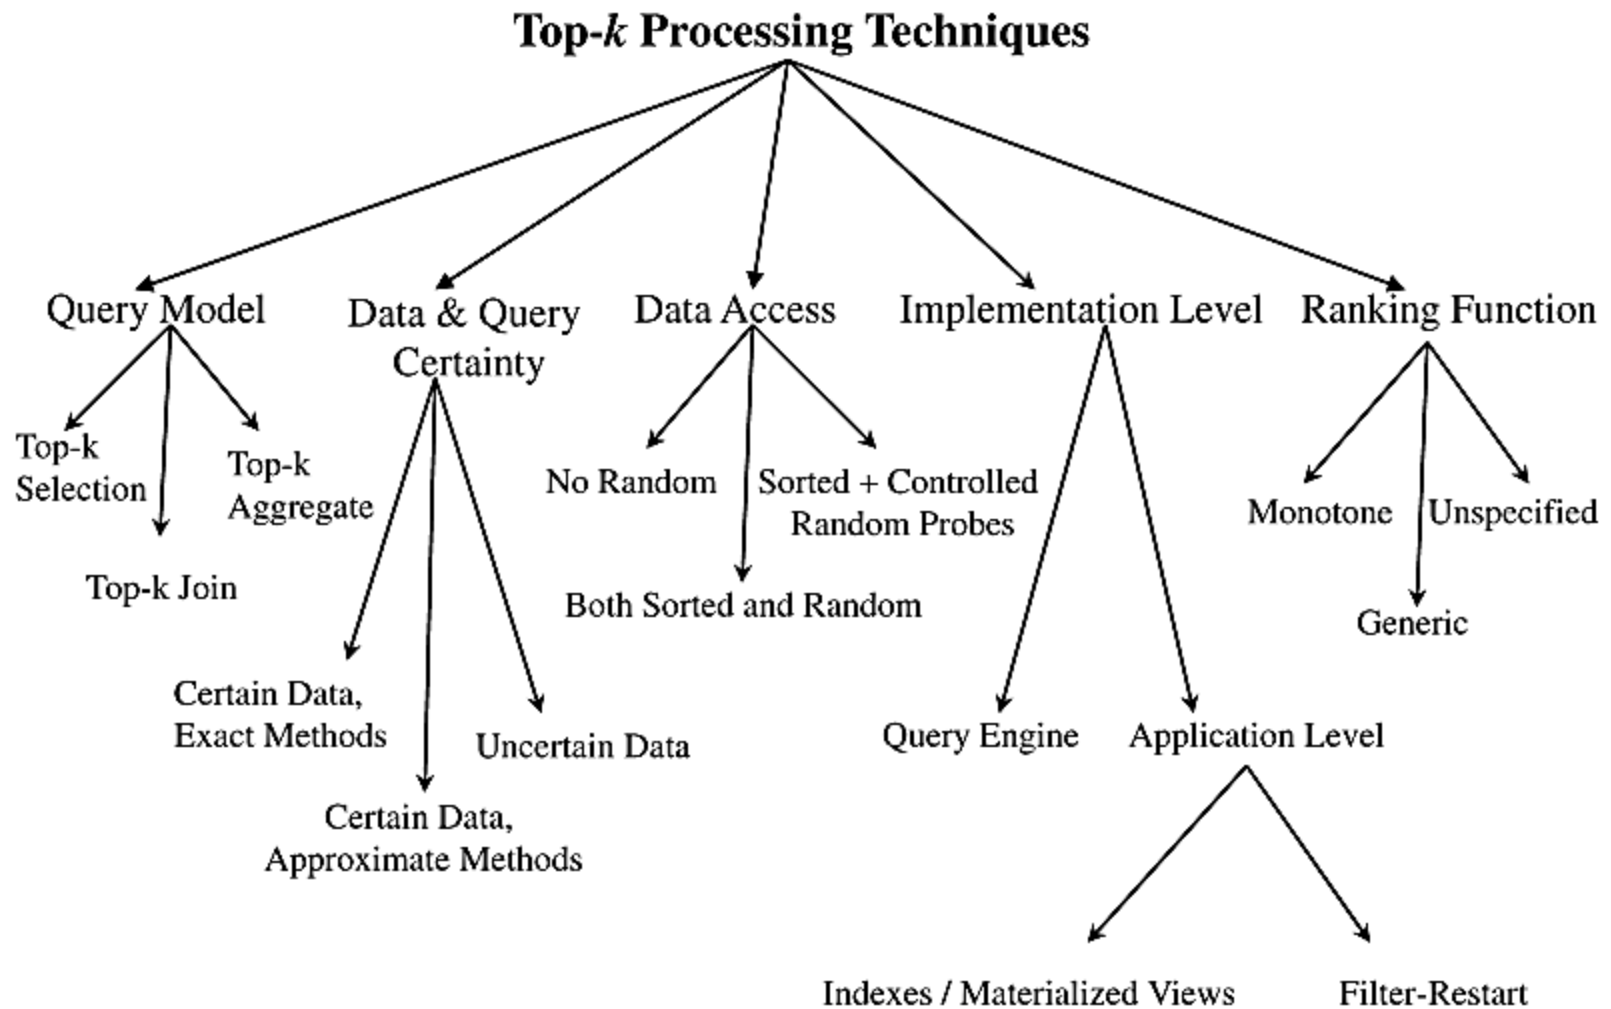 Top-k Processing Techniques
Query Model
Data & Query
Certainty
Data Access
Implementation Level
Ranking Function
Top-k
Selection
Top-k Join
Top-k
Aggregate
Certain Data,
Exact Methods
Certain Data,
Approximate Methods
Uncertain Data
No Random
Both Sorted and Random
Sorted + Controlled
Random Probes
Query Engine
Application Level
Indexes / Materialized Views
Filter-Restart
Monotone
Generic
Unspecified